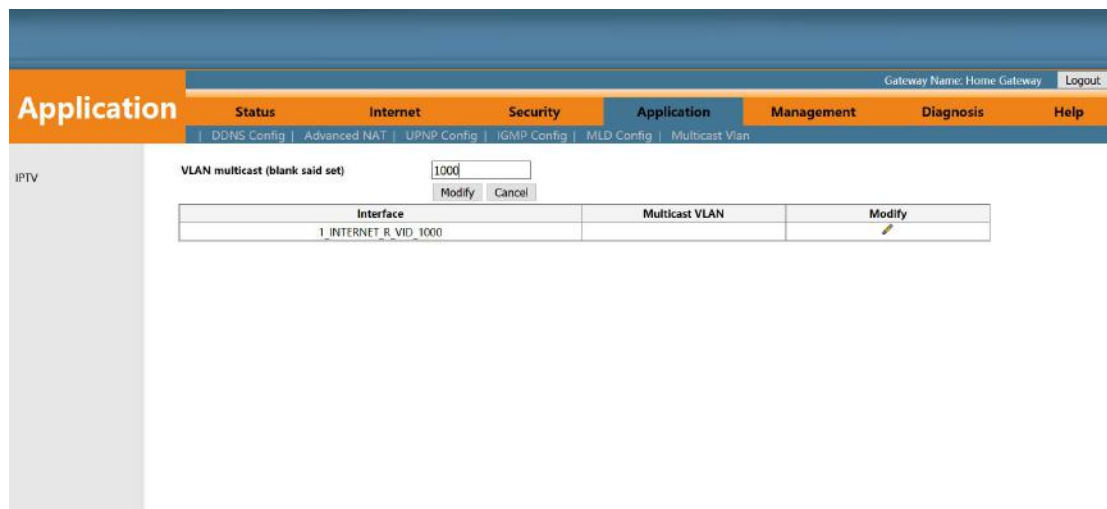 Gateway Name: Home Gateway Logout
Application
Status Internet Security Application Management Diagnosis Help
| DDNS Config | Advanced NAT | UPNP Config | IGMP Config | MLD Config | Multicast Vlan
IPTV
VLAN multicast (blank said set) 1000
Modify Cancel
Interface Multicast VLAN Modify
1_INTERNET_R_VID_1000